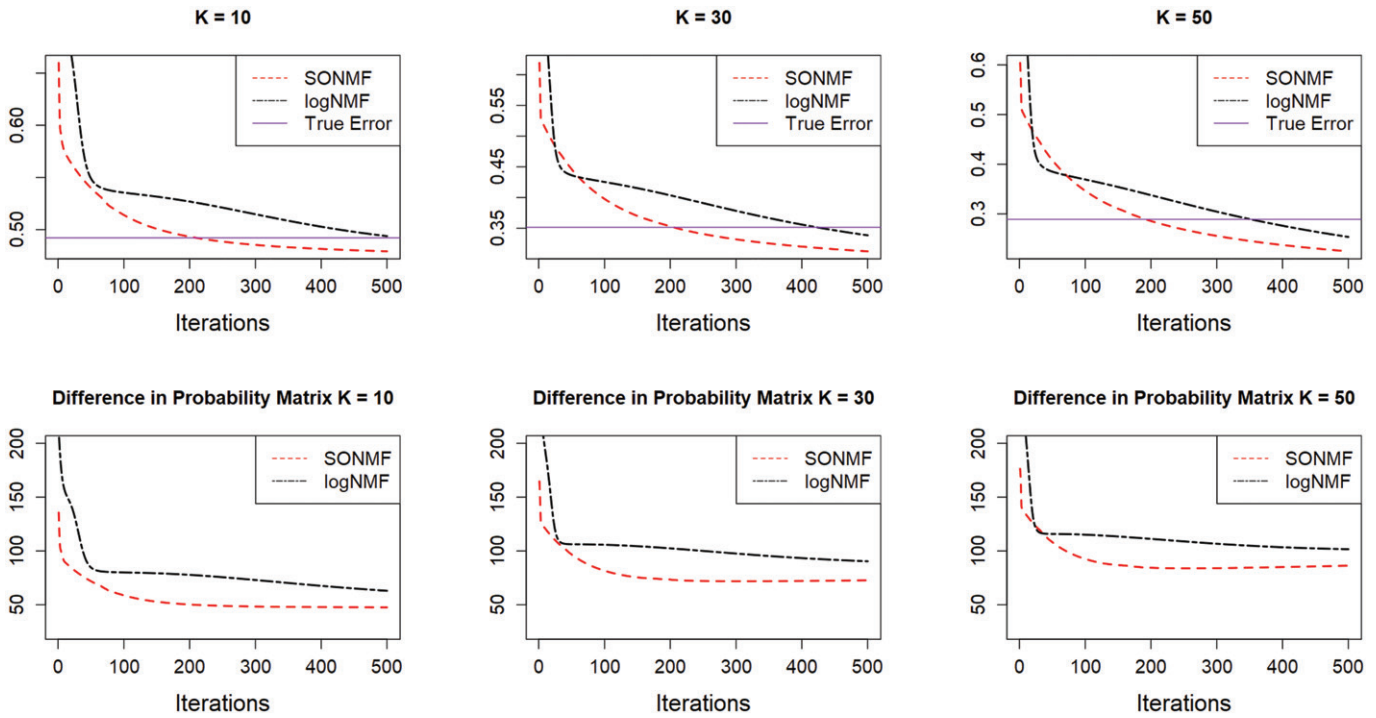 K = 10
K = 30
K = 50
SONMF
logNMF
True Error
0.60
0.50
0 100 200 300 400 500
Iterations
SONMF
logNMF
True Error
0.55
0.45
0.35
0 100 200 300 400 500
Iterations
SONMF
logNMF
True Error
0.6
0.5
0.4
0.3
0 100 200 300 400 500
Iterations
Difference in Probability Matrix K = 10
SONMF
logNMF
200
150
100
50
0 100 200 300 400 500
Iterations
Difference in Probability Matrix K = 30
SONMF
logNMF
200
150
100
50
0 100 200 300 400 500
Iterations
Difference in Probability Matrix K = 50
SONMF
logNMF
200
150
100
50
0 100 200 300 400 500
Iterations